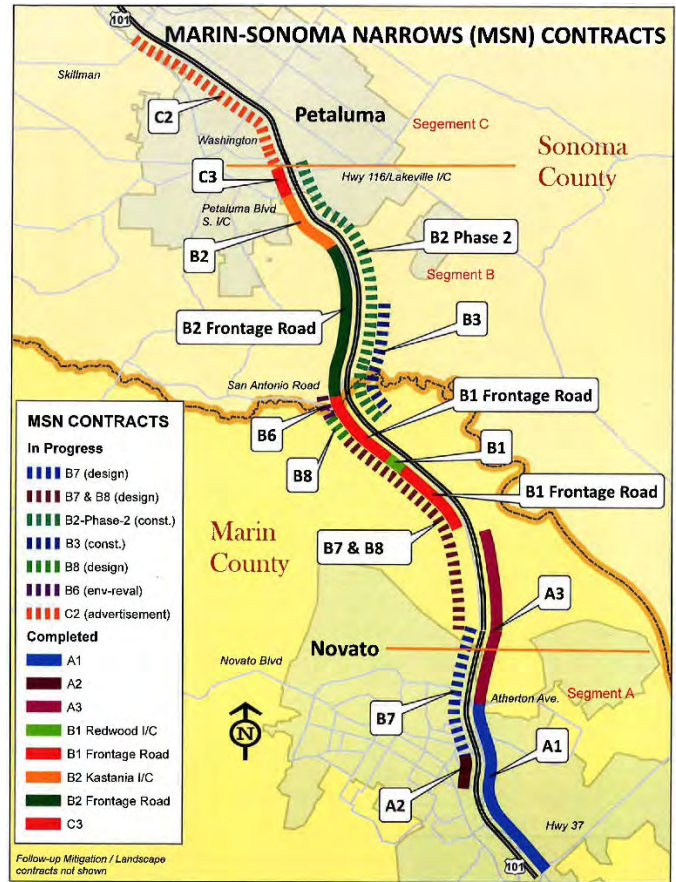 101
MARIN-SONOMA NARROWS (MSN) CONTRACTS
Skillman
C2
Petaluma
Segement C
Washington
Sonoma
County
C3
Hwy 116/Lakeville I/C
Petaluma Blvd
S. I/C
B2
B2 Phase 2
Segment B
B2 Frontage Road
B3
San Antonio Road
B1 Frontage Road
B6
B1
B8
B1 Frontage Road
Marin
County
B7 & B8
A3
Novato
Novato Blvd
Atherton Ave.
Segment A
B7
A1
A2
Hwy 37
101
N
MSN CONTRACTS
In Progress
B7 (design)
B7 & B8 (design)
B2-Phase-2 (const.)
B3 (const.)
B8 (design)
B6 (env-reval)
C2 (advertisement)
Completed
A1
A2
A3
B1 Redwood I/C
B1 Frontage Road
B2 Kastania I/C
B2 Frontage Road
C3
Follow-up Mitigation / Landscape
contracts not shown